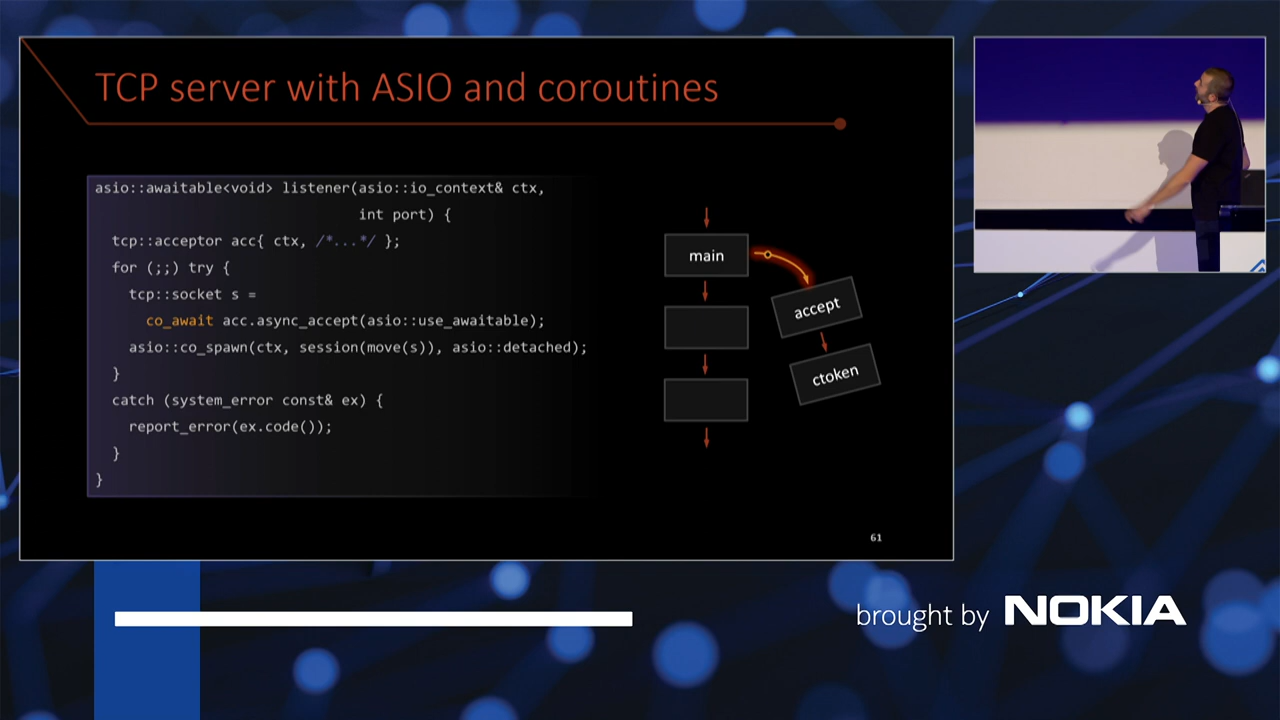 TCP server with ASIO and coroutines
asio::awaitable<void> listener(asio::io_context& ctx,
int port) {
tcp::acceptor acc{ ctx, /*...*/ };
for (;;) try {
tcp::socket s =
co_await acc.async_accept(asio::use_awaitable);
asio::co_spawn(ctx, session(move(s)), asio::detached);
}
catch (system_error const& ex) {
report_error(ex.code());
}
}
main
accept
ctoken
61
brought by NOKIA